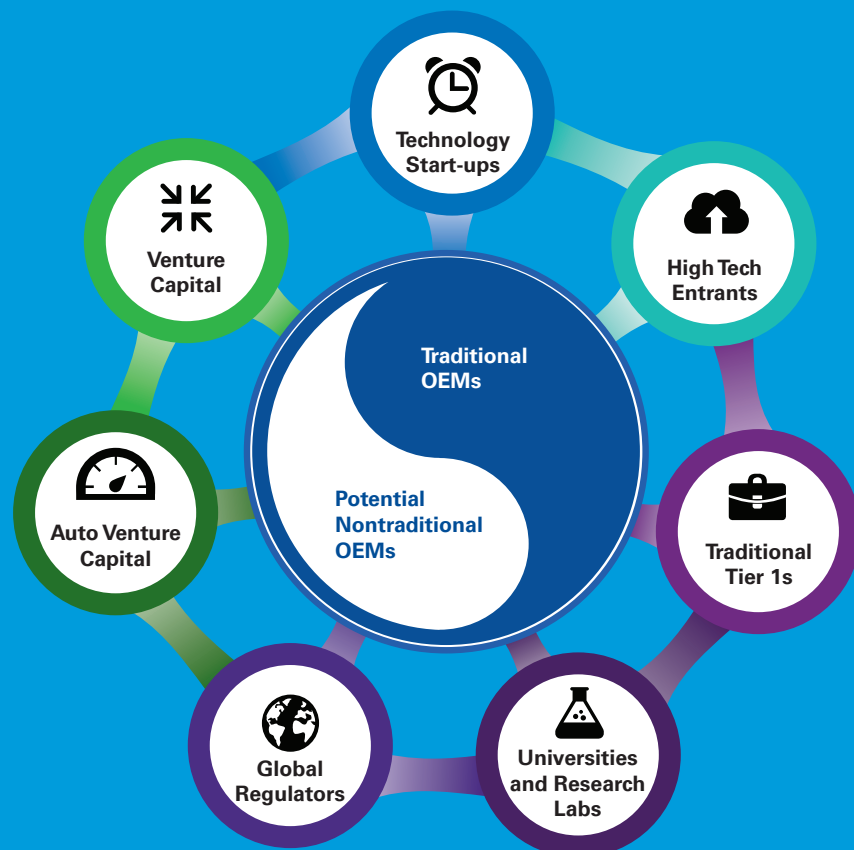 Technology
Start-ups
Venture
Capital
High Tech
Entrants
Traditional
OEMs
Potential
Nontraditional
OEMs
Auto Venture
Capital
Traditional
Tier 1s
Global
Regulators
Universities
and Research
Labs